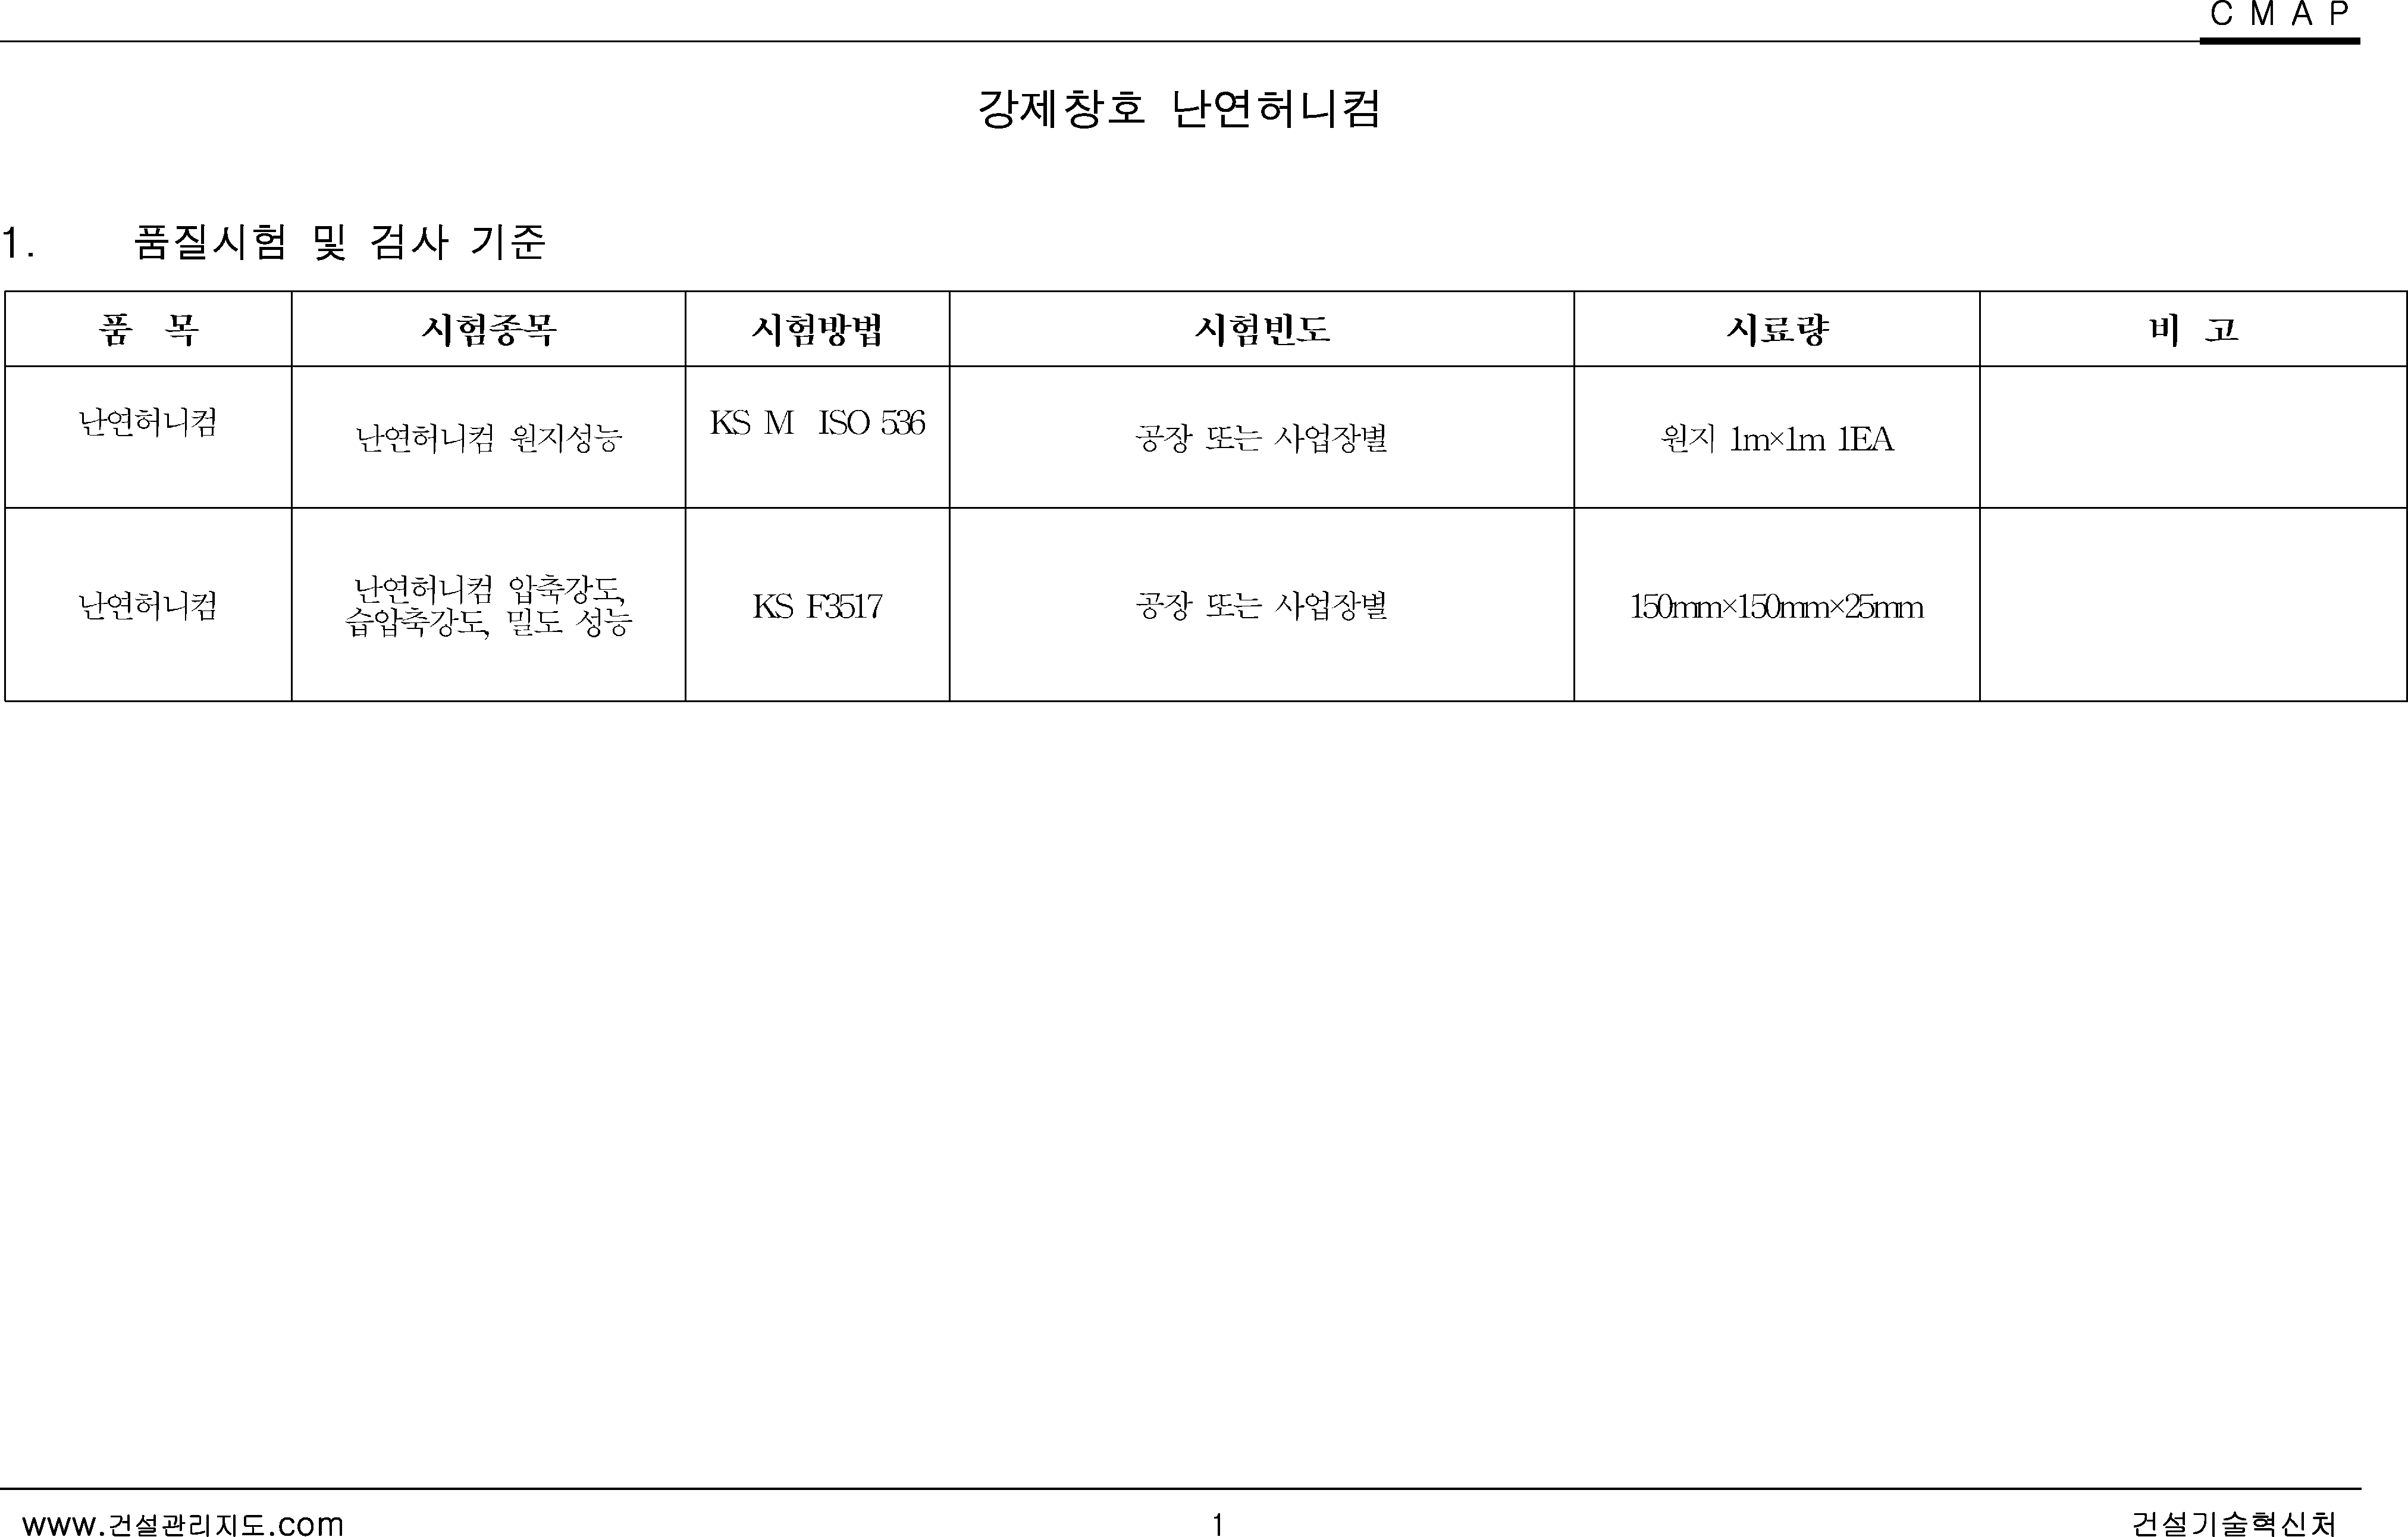 C M A P
강제창호 난연허니컴
1. 품질시험 및 검사 기준
품 목 시험종목 시험방법 시험빈도 시료량 비 고
난연허니컴 난연허니컴 원지성능 KS M ISO 536 공장 또는 사업장별 원지 1m×1m 1EA
난연허니컴 난연허니컴 압축강도,
습압축강도, 밀도 성능 KS F3517 공장 또는 사업장별 150mm×150mm×25mm
www.건설관리지도.com 1 건설기술혁신처